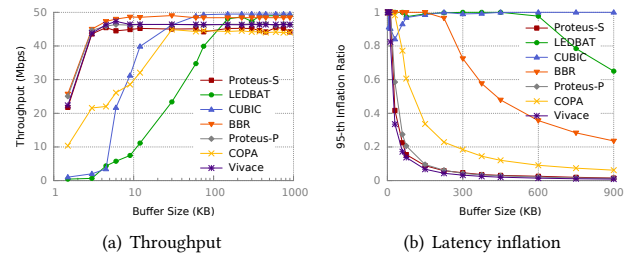 Throughput (Mbps)
60
50
40
30
20
10
0
1
10
100
1000
Buffer Size (KB)
Proteus-S
LEDBAT
CUBIC
BBR
Proteus-P
COPA
Vivace
(a) Throughput
95-th Inflation Ratio
1
0.8
0.6
0.4
0.2
0
0
300
600
900
Buffer Size (KB)
Proteus-S
LEDBAT
CUBIC
BBR
Proteus-P
COPA
Vivace
(b) Latency inflation